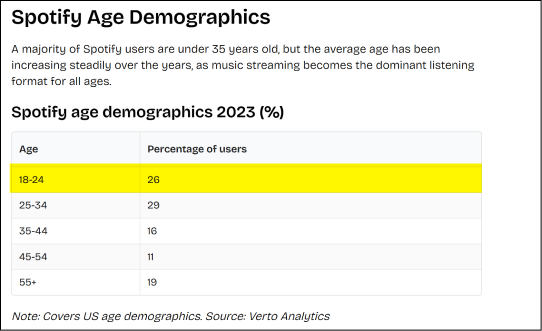 Spotify Age Demographics
A majority of Spotify users are under 35 years old, but the average age has been
increasing steadily over the years, as music streaming becomes the dominant listening
format for all ages.
Spotify age demographics 2023 (%)
Age Percentage of users
18-24 26
25-34 29
35-44 16
45-54 11
55+ 19
Note: Covers US age demographics. Source: Verto Analytics